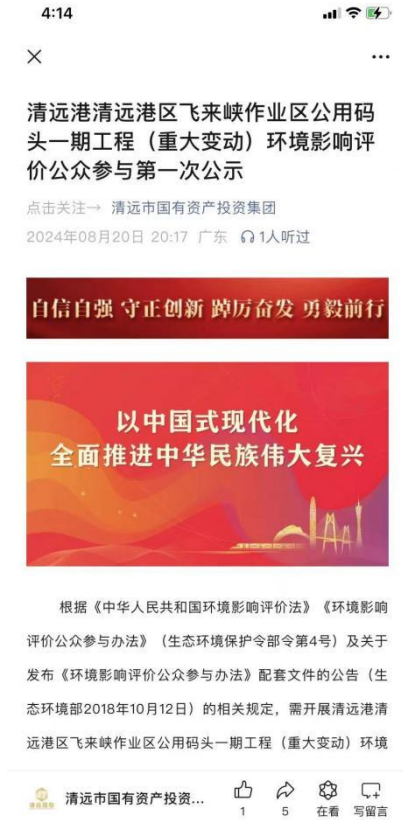 4:14
清远港清远港区飞来峡作业区公用码
头一期工程（重大变动）环境影响评
价公众参与第一次公示
点击关注→ 清远市国有资产投资集团
2024年08月20日 20:17 广东 1人听过
自信自强 守正创新 踔厉奋发 勇毅前行
以中国式现代化
全面推进中华民族伟大复兴
根据《中华人民共和国环境影响评价法》《环境影响
评价公众参与办法》（生态环境保护令部令第4号）及关于
发布《环境影响评价公众参与办法》配套文件的公告（生
态环境部2018年10月12日）的相关规定，需开展清远港清
远港区飞来峡作业区公用码头一期工程（重大变动）环境
清远市国有资产投资...
1 5 在看 写留言